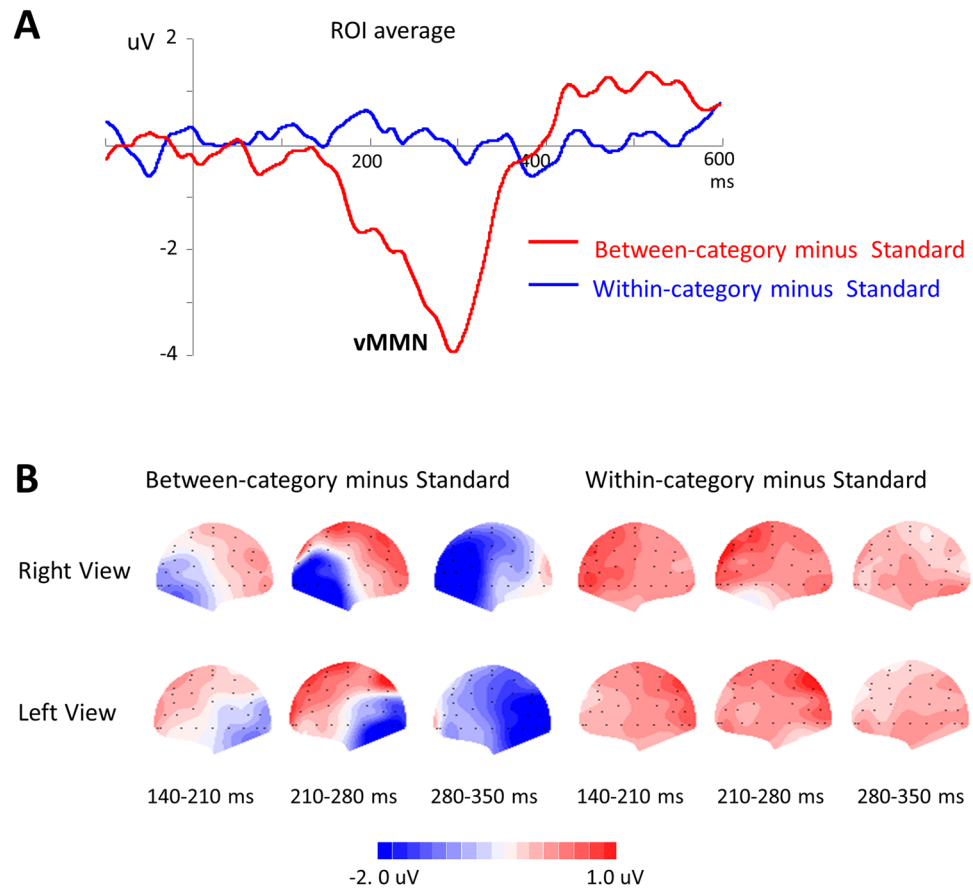 A
uV
2
ROI average
200
400
600
ms
-2
Between-category minus Standard
Within-category minus Standard
vMMN
-4
B
Between-category minus Standard
Within-category minus Standard
Right View
Left View
140-210 ms
210-280 ms
280-350 ms
140-210 ms
210-280 ms
280-350 ms
-2. 0 uV
1.0 uV